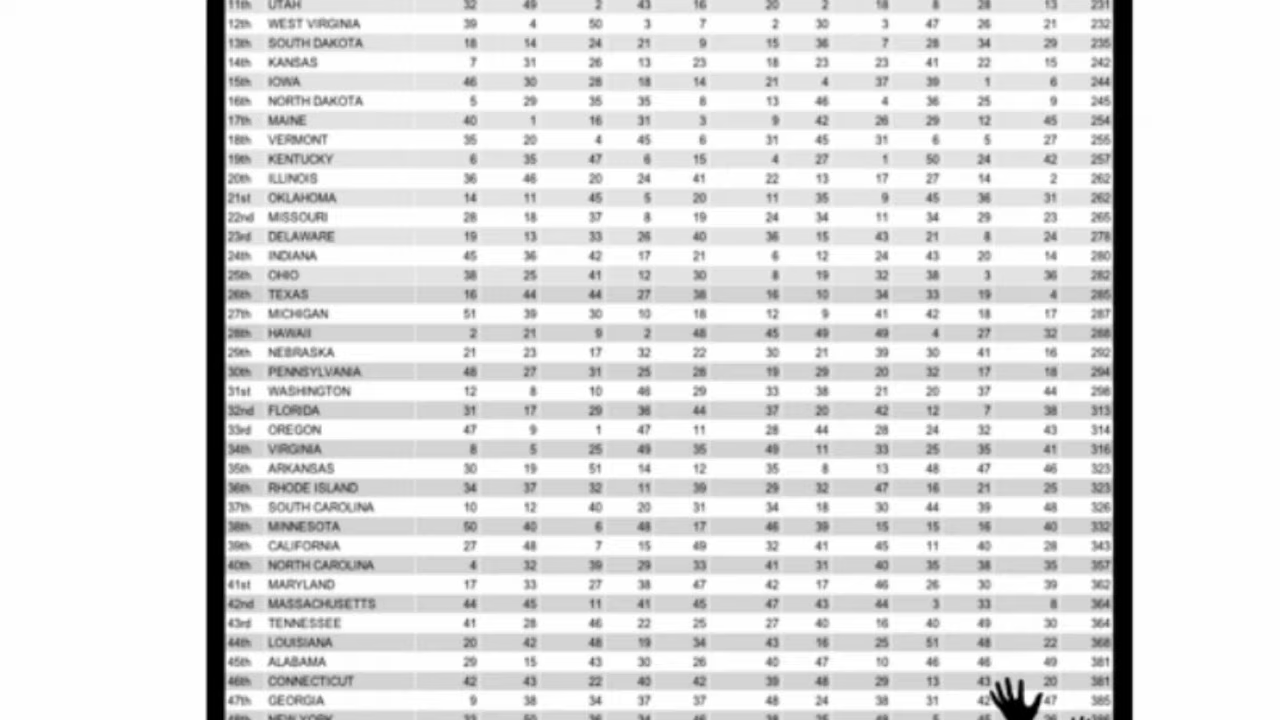 11th UTAH 32 49 2 43 16 20 2 18 8 28 13 231
12th WEST VIRGINIA 39 4 50 3 7 2 30 3 47 26 21 232
13th SOUTH DAKOTA 18 14 24 21 9 15 36 7 28 34 29 235
14th KANSAS 7 31 26 13 23 18 23 23 41 22 15 242
15th IOWA 46 30 28 18 14 21 4 37 39 1 6 244
16th NORTH DAKOTA 5 29 35 35 8 13 46 4 36 25 9 245
17th MAINE 40 1 16 31 3 9 42 26 29 12 45 254
18th VERMONT 35 20 4 45 6 31 45 31 6 5 27 255
19th KENTUCKY 6 35 47 6 15 4 27 1 50 24 42 257
20th ILLINOIS 36 46 20 24 41 22 13 17 27 14 2 262
21st OKLAHOMA 14 11 45 5 20 11 35 9 45 36 31 262
22nd MISSOURI 28 18 37 8 19 24 34 11 34 29 23 265
23rd DELAWARE 19 13 33 26 40 36 15 43 21 8 24 278
24th INDIANA 45 36 42 17 21 6 12 24 43 20 14 280
25th OHIO 38 25 41 12 30 8 19 32 38 3 36 282
26th TEXAS 16 44 44 27 38 16 10 34 33 19 4 285
27th MICHIGAN 51 39 30 10 18 12 9 41 42 18 17 287
28th HAWAII 2 21 9 2 48 45 49 49 4 27 32 288
29th NEBRASKA 21 23 17 32 22 30 21 39 30 41 16 292
30th PENNSYLVANIA 48 27 31 25 28 19 29 20 32 17 18 294
31st WASHINGTON 12 8 10 46 29 33 38 21 20 37 44 298
32nd FLORIDA 31 17 29 36 44 37 20 42 12 7 38 313
33rd OREGON 47 9 1 47 11 28 44 28 24 32 43 314
34th VIRGINIA 8 5 25 49 35 49 11 33 25 35 41 316
35th ARKANSAS 30 19 51 14 12 35 8 13 48 47 46 323
36th RHODE ISLAND 34 37 32 11 39 29 32 47 16 21 25 323
37th SOUTH CAROLINA 10 12 40 20 31 34 18 30 44 39 48 326
38th MINNESOTA 50 40 6 48 17 46 39 15 15 16 40 332
39th CALIFORNIA 27 48 7 15 49 32 41 45 11 40 28 343
40th NORTH CAROLINA 4 32 39 29 33 41 31 40 35 38 35 357
41st MARYLAND 17 33 27 38 47 42 17 46 26 30 39 362
42nd MASSACHUSETTS 44 45 11 41 45 47 43 44 3 33 8 364
43rd TENNESSEE 41 28 46 22 25 27 40 16 40 49 30 364
44th LOUISIANA 20 42 48 19 34 43 16 25 51 48 22 368
45th ALABAMA 29 15 43 30 26 40 47 10 46 46 49 381
46th CONNECTICUT 42 43 22 40 42 39 48 29 13 43 20 381
47th GEORGIA 9 38 34 37 37 48 24 38 31 42 47 385
48th NEW YORK